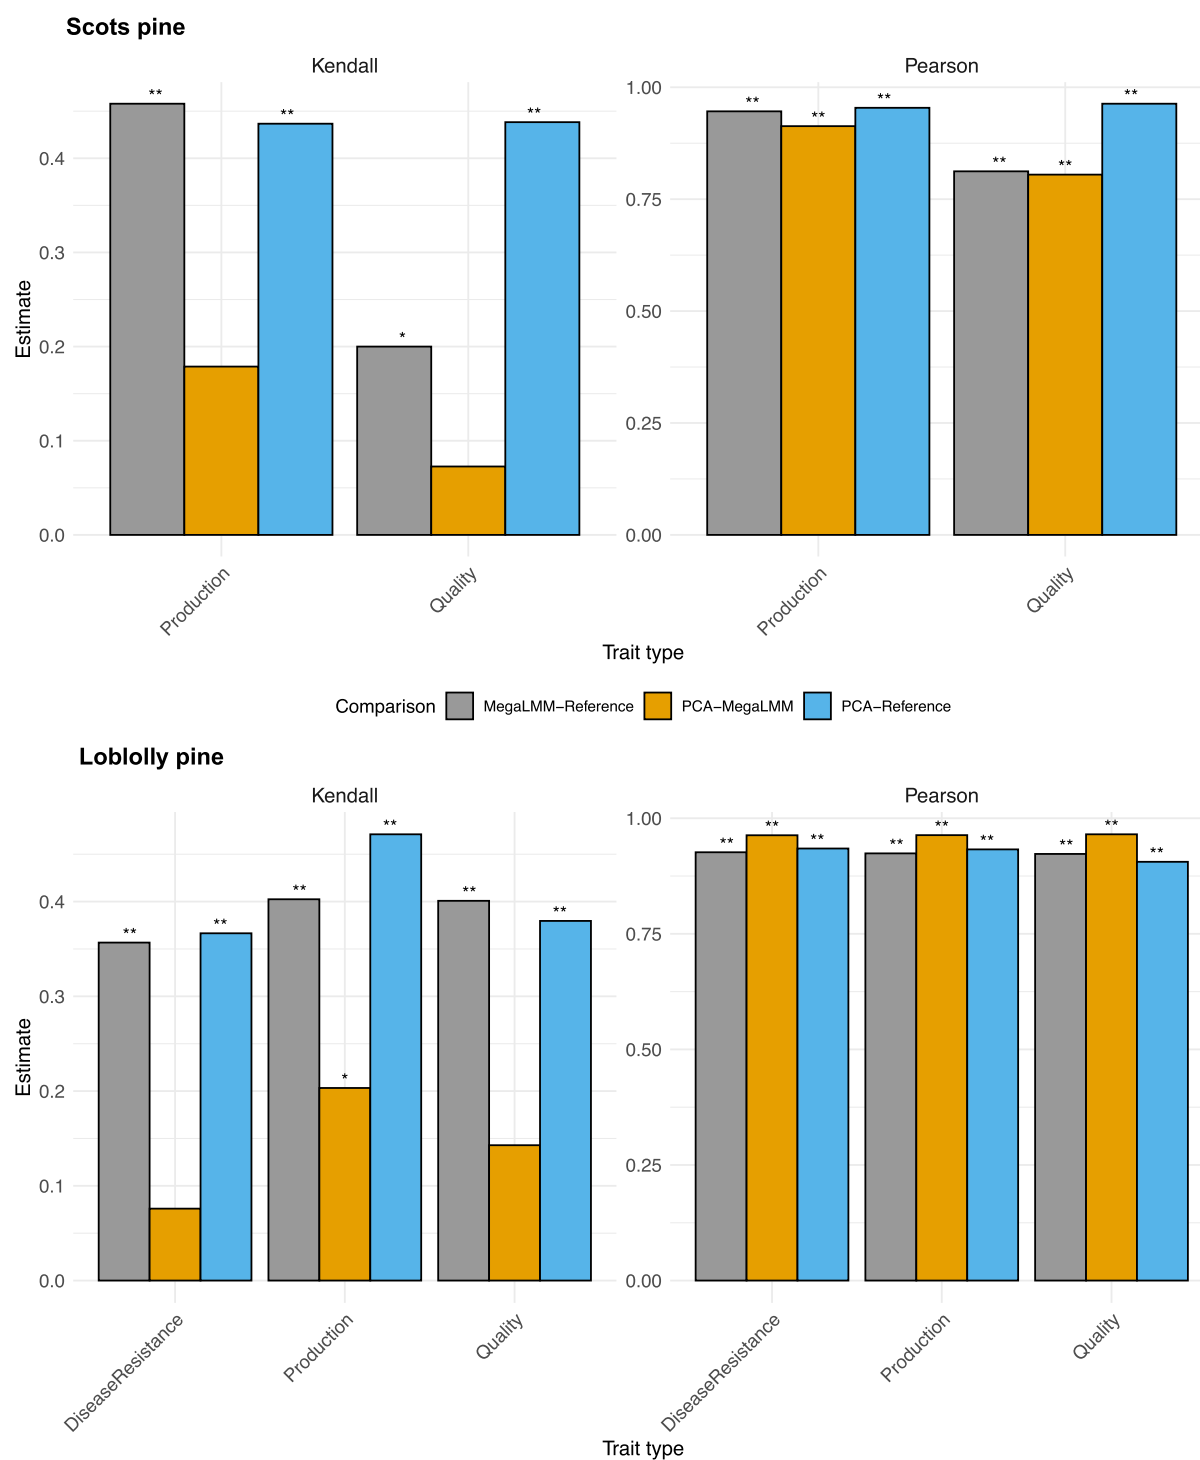 Scots pine
Kendall
Pearson
** ** ** * **
** ** ** ** ** **
Estimate
0.4
0.3
0.2
0.1
0.0
1.00
0.75
0.50
0.25
0.00
Production
Quality
Production
Quality
Trait type
Comparison MegaLMM−Reference PCA−MegaLMM PCA−Reference
Loblolly pine
Kendall
Pearson
** ** ** * ** ** **
** ** ** ** ** ** ** ** **
Estimate
0.4
0.3
0.2
0.1
0.0
1.00
0.75
0.50
0.25
0.00
DiseaseResistance
Production
Quality
DiseaseResistance
Production
Quality
Trait type